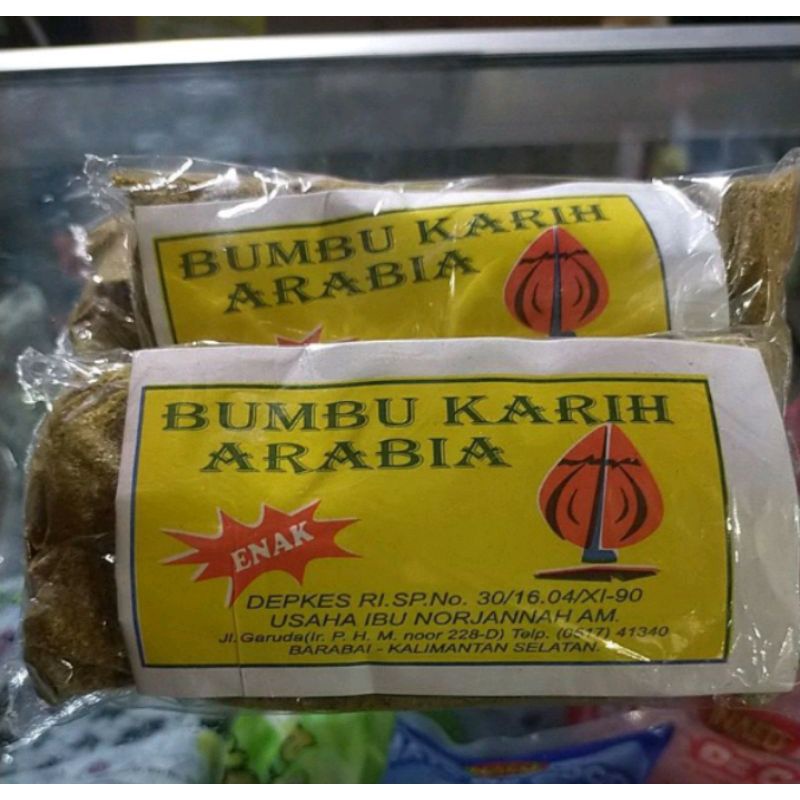 BUMBU KARIH
ARABIA
BUMBU KARIH
ARABIA
ENAK
DEPKES RI.SP.No. 30/16.04/XI-90
USAHA IBU NORJANNAH AM.
Jl.Garuda(Ir. P. H. M. noor 228-D) Telp. (0517) 41340
BARABAI - KALIMANTAN SELATAN.